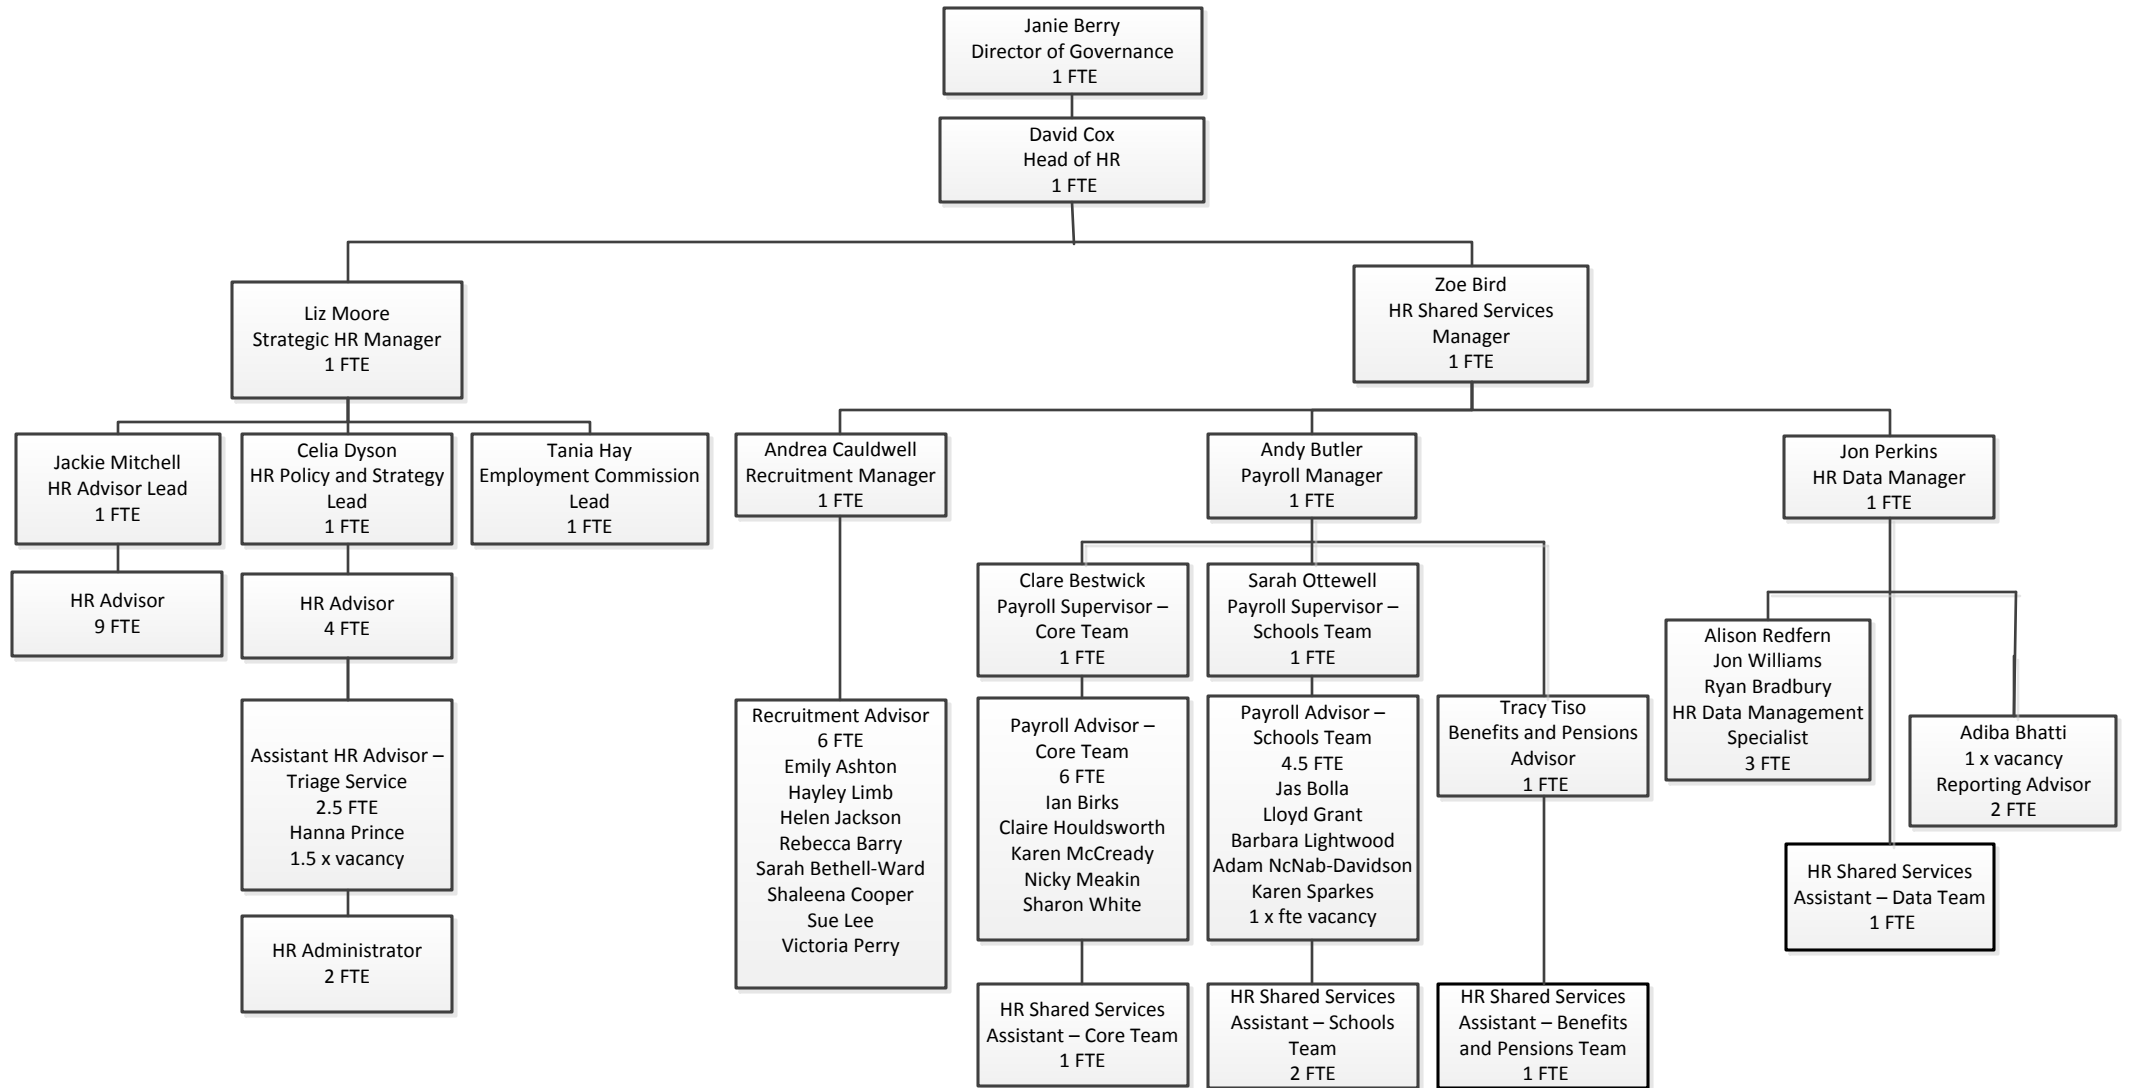 Janie Berry
Director of Governance
1 FTE
David Cox
Head of HR
1 FTE
Liz Moore
Strategic HR Manager
1 FTE
Zoe Bird
HR Shared Services
Manager
1 FTE
Jackie Mitchell
HR Advisor Lead
1 FTE
Celia Dyson
HR Policy and Strategy
Lead
1 FTE
Tania Hay
Employment Commission
Lead
1 FTE
Andrea Cauldwell
Recruitment Manager
1 FTE
Andy Butler
Payroll Manager
1 FTE
Jon Perkins
HR Data Manager
1 FTE
HR Advisor
9 FTE
HR Advisor
4 FTE
Assistant HR Advisor –
Triage Service
2.5 FTE
Hanna Prince
1.5 x vacancy
HR Administrator
2 FTE
Recruitment Advisor
6 FTE
Emily Ashton
Hayley Limb
Helen Jackson
Rebecca Barry
Sarah Bethell-Ward
Shaleena Cooper
Sue Lee
Victoria Perry
Clare Bestwick
Payroll Supervisor –
Core Team
1 FTE
Payroll Advisor –
Core Team
6 FTE
Ian Birks
Claire Houldsworth
Karen McCready
Nicky Meakin
Sharon White
HR Shared Services
Assistant – Core Team
1 FTE
Sarah Ottewell
Payroll Supervisor –
Schools Team
1 FTE
Payroll Advisor –
Schools Team
4.5 FTE
Jas Bolla
Lloyd Grant
Barbara Lightwood
Adam NcNab-Davidson
Karen Sparkes
1 x fte vacancy
HR Shared Services
Assistant – Schools
Team
2 FTE
Tracy Tiso
Benefits and Pensions
Advisor
1 FTE
HR Shared Services
Assistant – Benefits
and Pensions Team
1 FTE
Alison Redfern
Jon Williams
Ryan Bradbury
HR Data Management
Specialist
3 FTE
Adiba Bhatti
1 x vacancy
Reporting Advisor
2 FTE
HR Shared Services
Assistant – Data Team
1 FTE